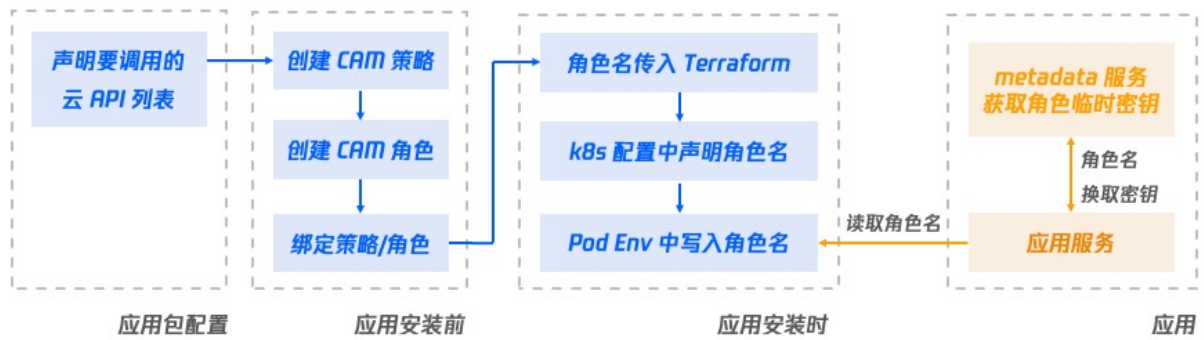 声明要调用的
云 API 列表
创建 CAM 策略
创建 CAM 角色
绑定策略/角色
角色名传入 Terraform
k8s 配置中声明角色名
Pod Env 中写入角色名
读取角色名
metadata 服务
获取角色临时密钥
角色名
换取密钥
应用服务
应用包配置
应用安装前
应用安装时
应用